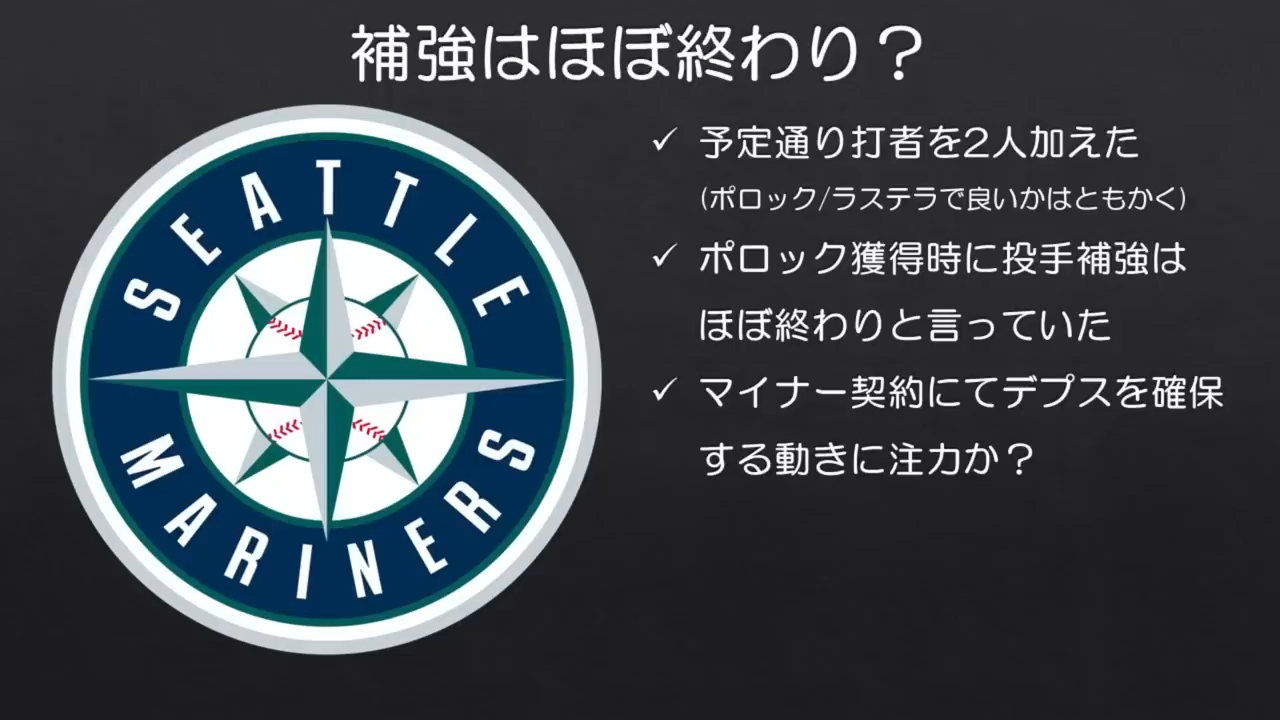 補強はほぼ終わり？
SEATTLE
MARINERS
✓ 予定通り打者を2人加えた
(ポロック/ラステラで良いかはともかく)
✓ ポロック獲得時に投手補強は
ほぼ終わりと言っていた
✓ マイナー契約にてデプスを確保
する動きに注力か？